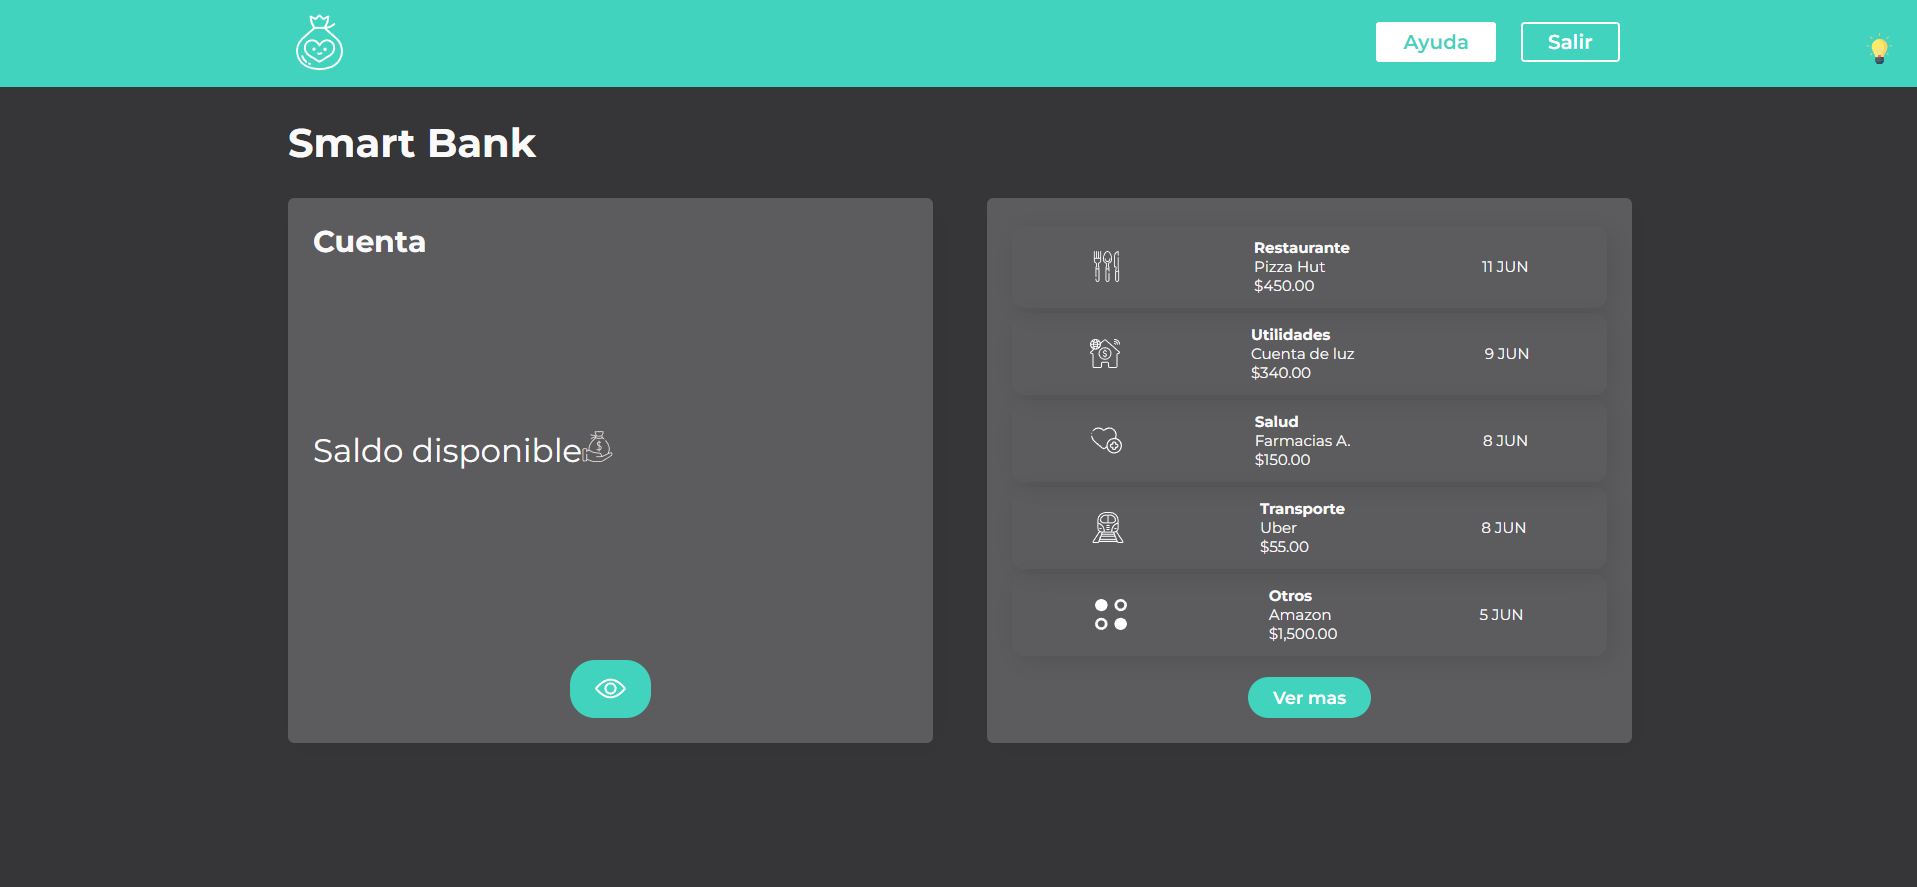 Ayuda
Salir
Smart Bank
Cuenta
Saldo disponible
Restaurante
Pizza Hut
$450.00
11 JUN
Utilidades
Cuenta de luz
$340.00
9 JUN
Salud
Farmacias A.
$150.00
8 JUN
Transporte
Uber
$55.00
8 JUN
Otros
Amazon
$1,500.00
5 JUN
Ver mas